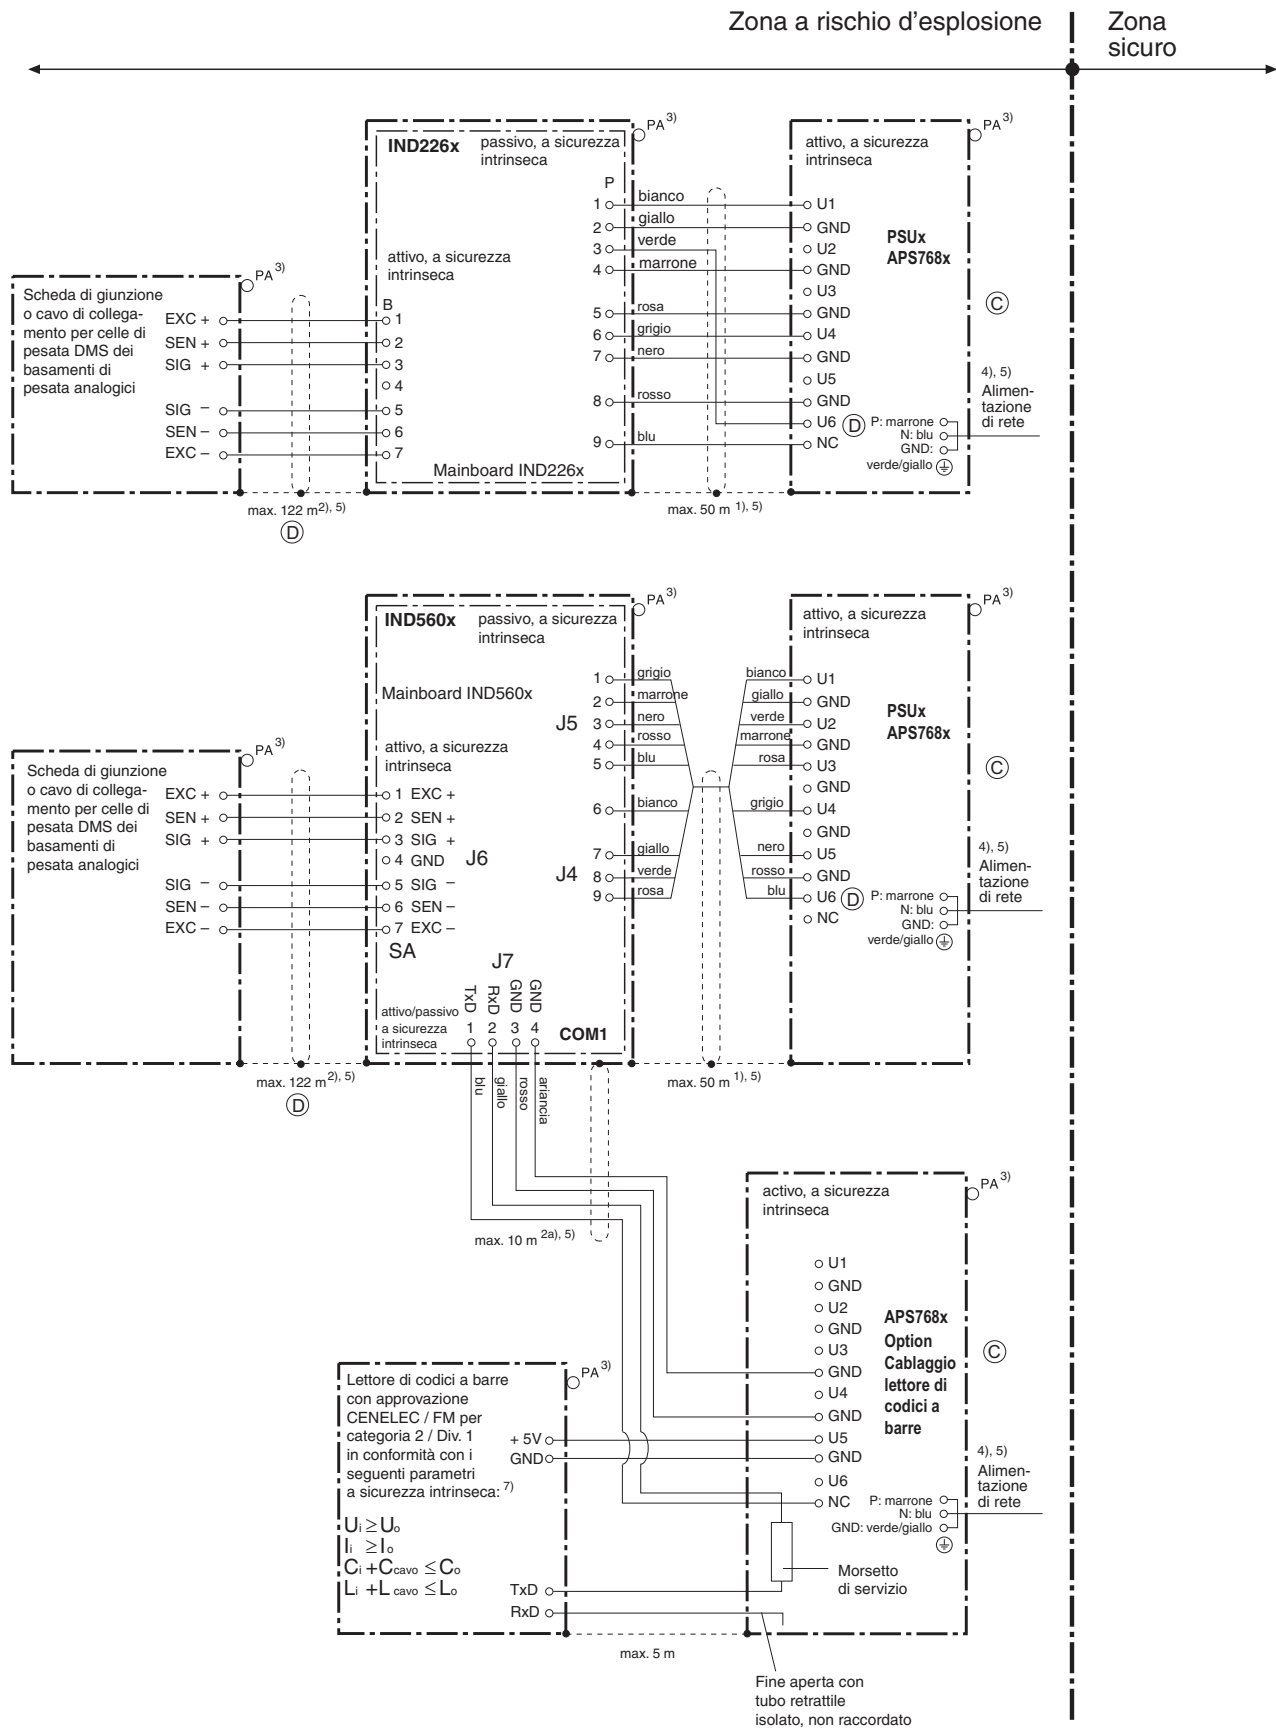 Zona a rischio d'esplosione
Zona
sicuro
IND226x
passivo, a sicurezza
intrinseca
PA 3)
attivo, a sicurezza
intrinseca
PA 3)
P
1 bianco
2 giallo
3 verde
4 marrone
5 rosa
6 grigio
7 nero
8 rosso
9 blu
U1
GND
U2
GND
U3
GND
U4
GND
U5
GND
U6
NC
PSUx
APS768x
C
D
P: marrone
N: blu
GND:
verde/giallo
4), 5)
Alimen-
tazione
di rete
attivo, a sicurezza
intrinseca
B
1
2
3
4
5
6
7
Mainboard IND226x
PA 3)
Scheda di giunzione
o cavo di collega-
mento per celle di
pesata DMS dei
basamenti di
pesata analogici
EXC +
SEN +
SIG +
SIG –
SEN –
EXC –
max. 122 m 2), 5)
D
max. 50 m 1), 5)
IND560x
passivo, a sicurezza
intrinseca
PA 3)
attivo, a sicurezza
intrinseca
PA 3)
Mainboard IND560x
J5
1 grigio
2 marrone
3 nero
4 rosso
5 blu
6 bianco
J4
7 giallo
8 verde
9 rosa
bianco U1
giallo GND
verde U2
marrone GND
rosa U3
GND
grigio U4
GND
nero U5
rosso GND
blu U6
NC
PSUx
APS768x
C
D
P: marrone
N: blu
GND:
verde/giallo
4), 5)
Alimen-
tazione
di rete
attivo, a sicurezza
intrinseca
1 EXC +
2 SEN +
3 SIG +
4 GND
5 SIG –
6 SEN –
7 EXC –
J6
SA
PA 3)
Scheda di giunzione
o cavo di collega-
mento per celle di
pesata DMS dei
basamenti di
pesata analogici
EXC +
SEN +
SIG +
SIG –
SEN –
EXC –
J7
TxD
RxD
GND
GND
attivo/passivo
a sicurezza
intrinseca
1 2 3 4
COM1
max. 122 m 2), 5)
D
max. 50 m 1), 5)
blu
giallo
rosso
ariancia
max. 10 m 2a), 5)
activo, a sicurezza
intrinseca
PA 3)
U1
GND
U2
GND
U3
GND
U4
GND
U5
GND
U6
NC
APS768x
Option
Cablaggio
lettore di
codici a
barre
C
4), 5)
Alimen-
tazione
di rete
P: marrone
N: blu
GND: verde/giallo
Lettore di codici a barre
con approvazione
CENELEC / FM per
categoria 2 / Div. 1
in conformità con i
seguenti parametri
a sicurezza intrinseca: 7)
PA 3)
+ 5V
GND
Ui ≥ Uo
Ii ≥ Io
Ci + Ccavo ≤ Co
Li + L cavo ≤ Lo
TxD
RxD
Morsetto
di servizio
max. 5 m
Fine aperta con
tubo retrattile
isolato, non raccordato